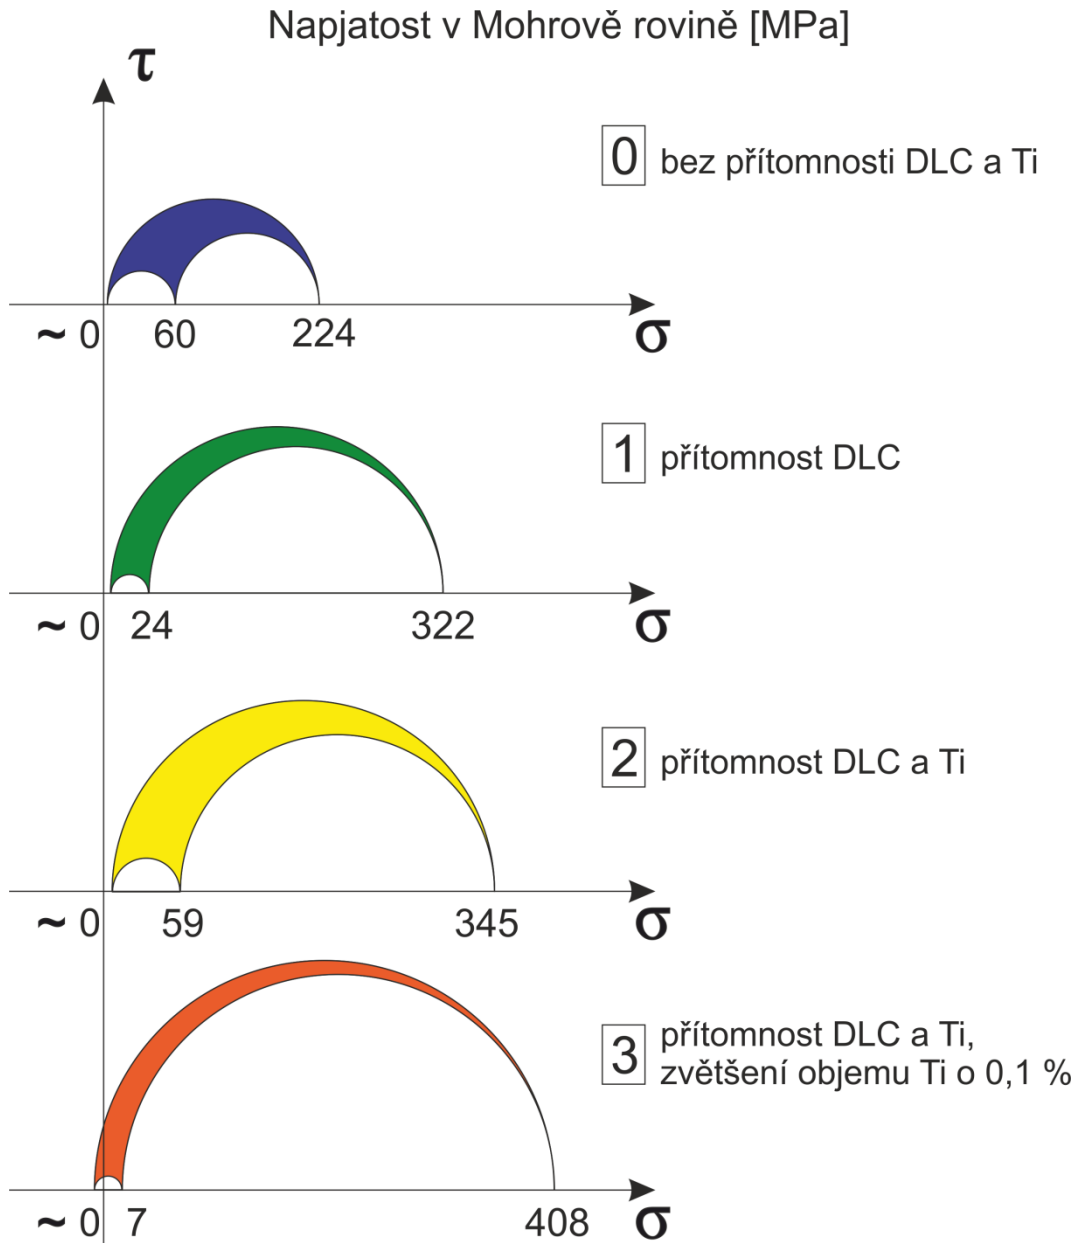 Napjatost v Mohrově rovině [MPa]
τ
0 bez přítomnosti DLC a Ti
~ 0 60 224 σ
1 přítomnost DLC
~ 0 24 322 σ
2 přítomnost DLC a Ti
~ 0 59 345 σ
3 přítomnost DLC a Ti,
zvětšení objemu Ti o 0,1 %
~ 0 7 408 σ